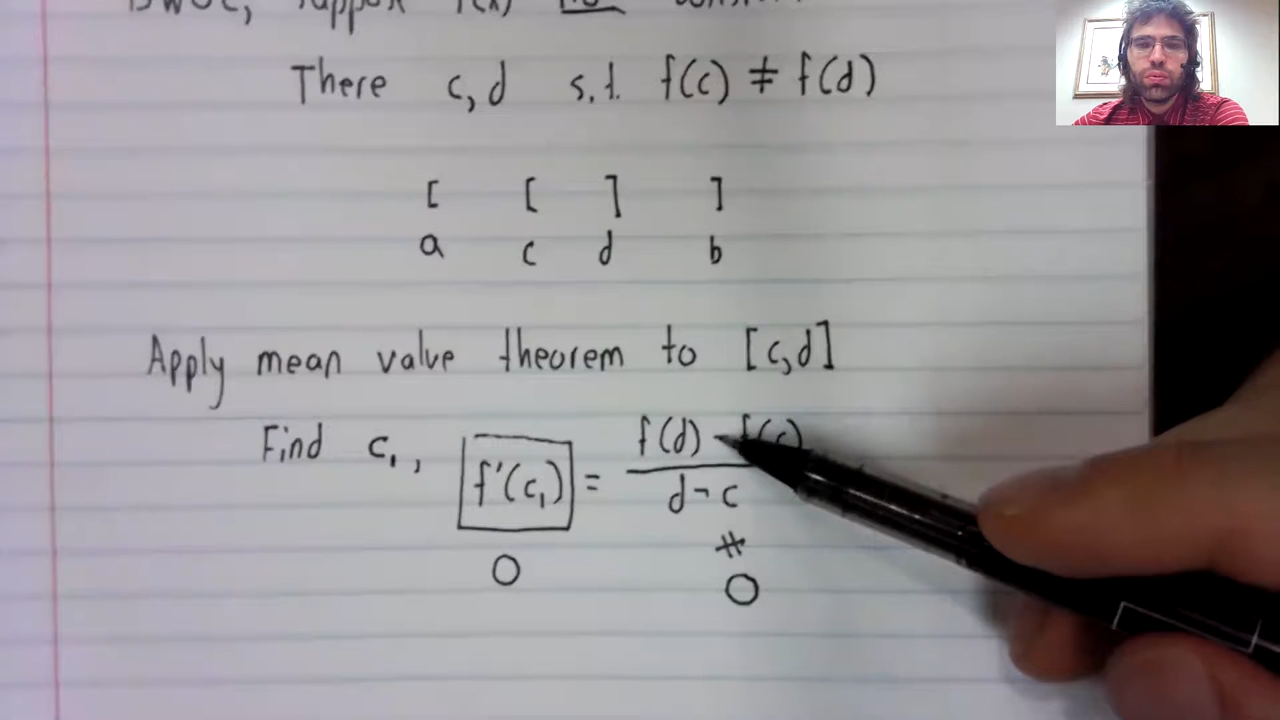 There c, d s.t. f(c) ≠ f(d)
[ [ ] ]
a c d b
Apply mean value theorem to [c,d]
Find c₁, f'(c₁) = f(d) - f(c)
d - c
≠
0 0